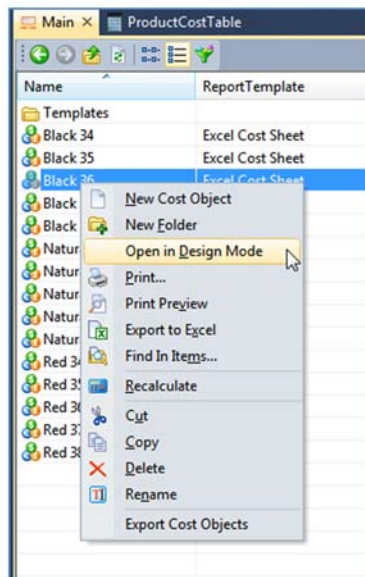 Main
ProductCostTable
Name
ReportTemplate
Templates
Black 34
Excel Cost Sheet
Black 35
Excel Cost Sheet
Black 36
Excel Cost Sheet
Black
New Cost Object
Black
New Folder
Natur
Open in Design Mode
Natur
Print...
Natur
Print Preview
Natur
Export to Excel
Natur
Find In Items...
Red 34
Recalculate
Red 35
Red 36
Cut
Red 37
Copy
Red 38
Delete
Rename
Export Cost Objects